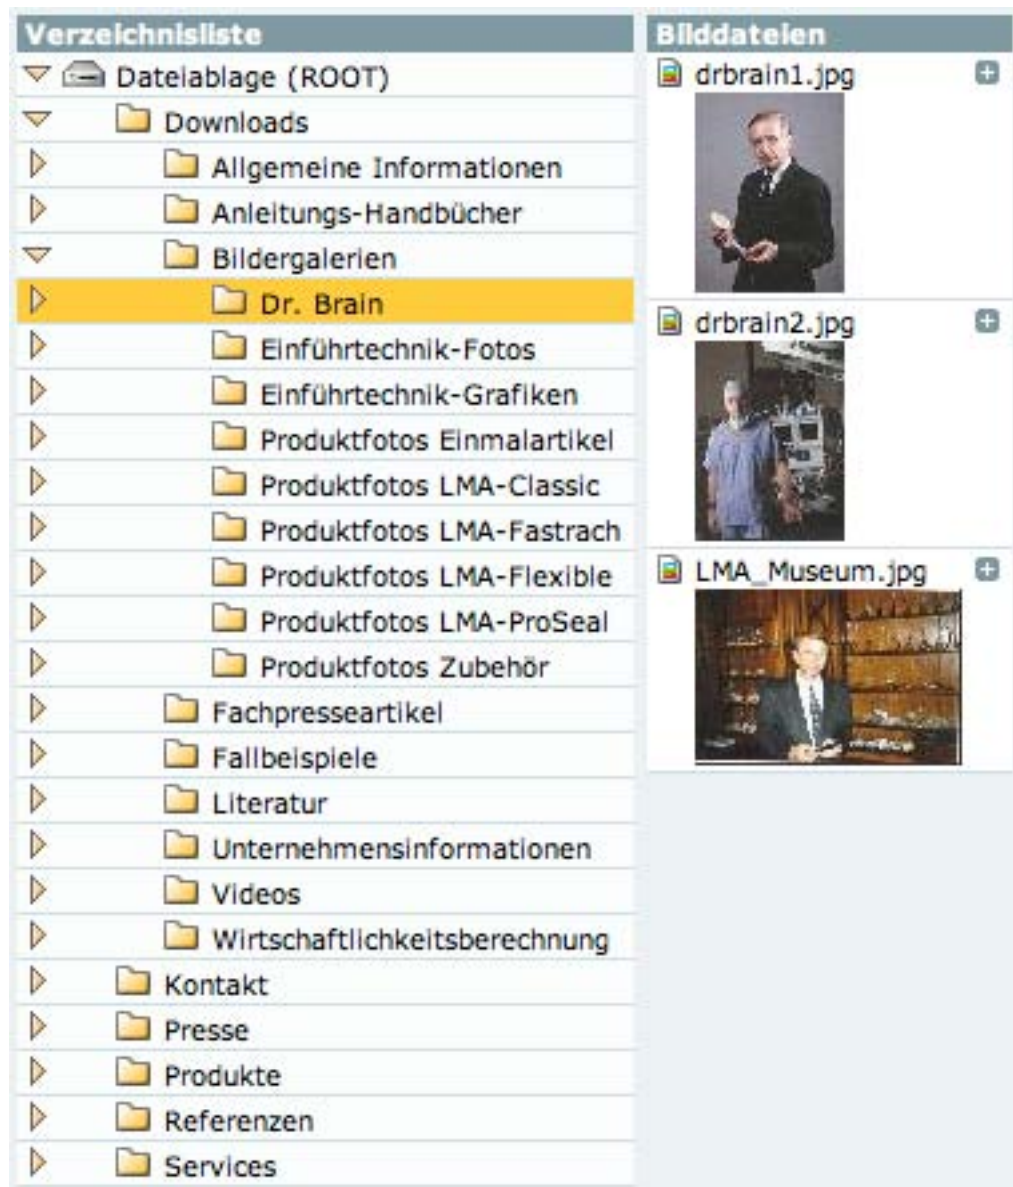 Verzeichnisliste
Dateiablage (ROOT)
Downloads
Allgemeine Informationen
Anleitungs-Handbücher
Bildergalerien
Dr. Brain
Einführtechnik-Fotos
Einführtechnik-Grafiken
Produktfotos Einmalartikel
Produktfotos LMA-Classic
Produktfotos LMA-Fastrach
Produktfotos LMA-Flexible
Produktfotos LMA-ProSeal
Produktfotos Zubehör
Fachpresseartikel
Fallbeispiele
Literatur
Unternehmensinformationen
Videos
Wirtschaftlichkeitsberechnung
Kontakt
Presse
Produkte
Referenzen
Services
Bilddateien
drbrain1.jpg
drbrain2.jpg
LMA_Museum.jpg